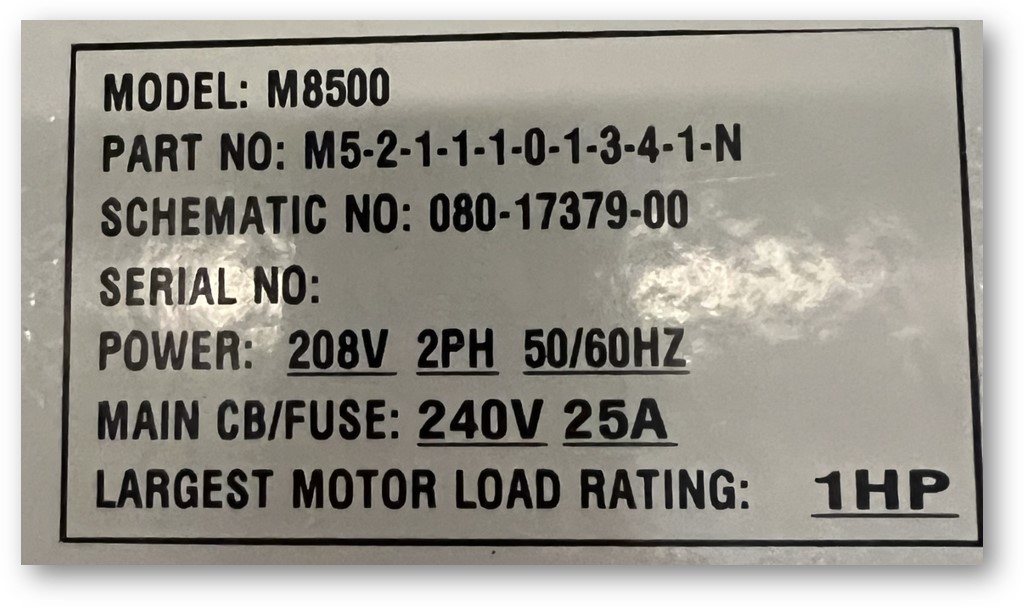 MODEL: M8500
PART NO: M5-2-1-1-1-0-1-3-4-1-N
SCHEMATIC NO: 080-17379-00
SERIAL NO:
POWER: 208V 2PH 50/60HZ
MAIN CB/FUSE: 240V 25A
LARGEST MOTOR LOAD RATING: 1HP